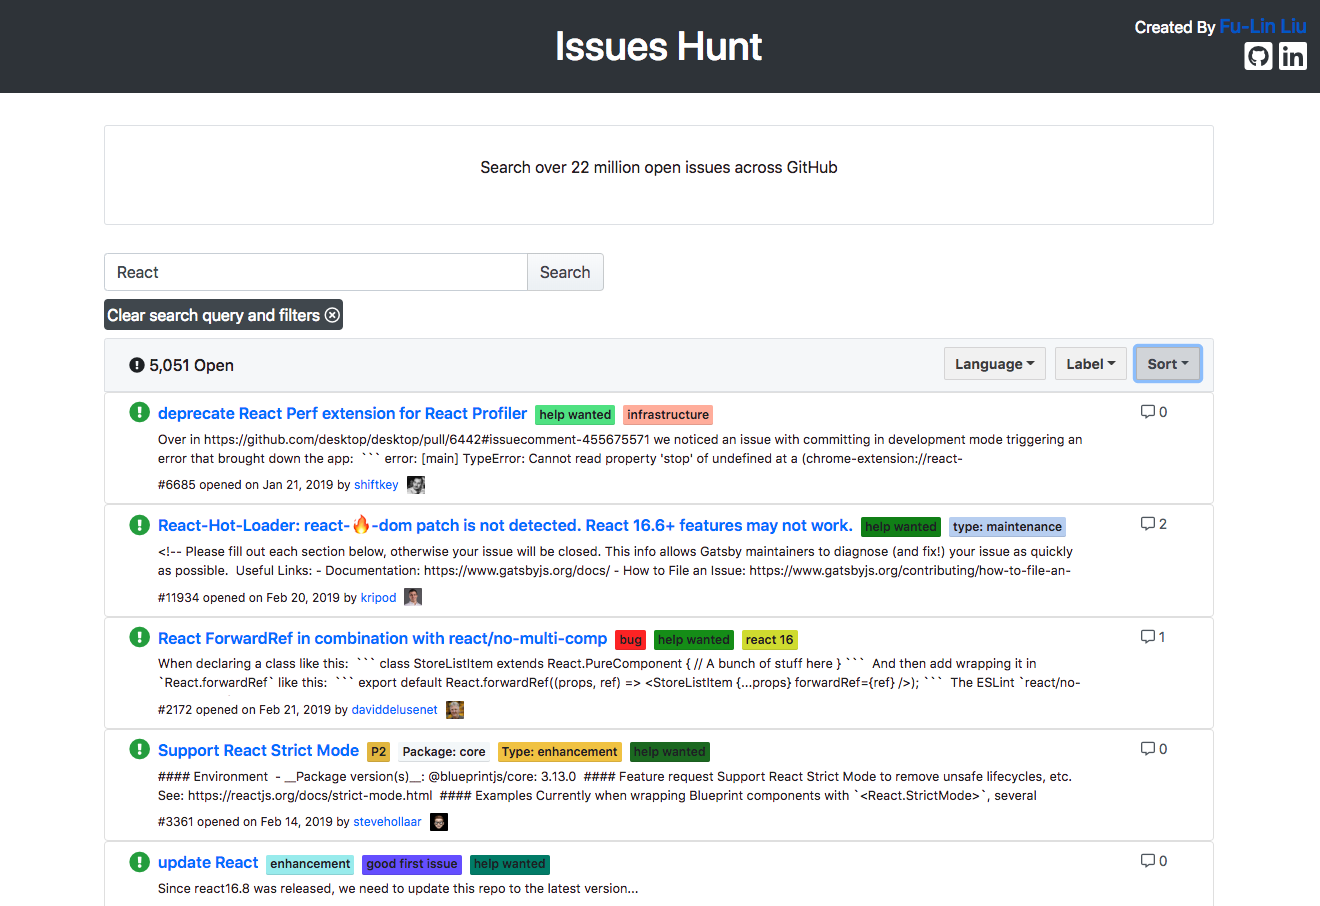 Issues Hunt
Created By Fu-Lin Liu
Search over 22 million open issues across GitHub
React
Search
Clear search query and filters
5,051 Open
Language
Label
Sort
deprecate React Perf extension for React Profiler help wanted infrastructure 0
Over in https://github.com/desktop/desktop/pull/6442#issuecomment-455675571 we noticed an issue with committing in development mode triggering an
error that brought down the app: ``` error: [main] TypeError: Cannot read property 'stop' of undefined at a (chrome-extension://react-
#6685 opened on Jan 21, 2019 by shiftkey
React-Hot-Loader: react-🔥-dom patch is not detected. React 16.6+ features may not work. help wanted type: maintenance 2
<!-- Please fill out each section below, otherwise your issue will be closed. This info allows Gatsby maintainers to diagnose (and fix!) your issue as quickly
as possible. Useful Links: - Documentation: https://www.gatsbyjs.org/docs/ - How to File an Issue: https://www.gatsbyjs.org/contributing/how-to-file-an-
#11934 opened on Feb 20, 2019 by kripod
React ForwardRef in combination with react/no-multi-comp bug help wanted react 16 1
When declaring a class like this: ``` class StoreListItem extends React.PureComponent { // A bunch of stuff here } ``` And then add wrapping it in
`React.forwardRef` like this: ``` export default React.forwardRef((props, ref) => <StoreListItem {...props} forwardRef={ref} />); ``` The ESLint `react/no-
#2172 opened on Feb 21, 2019 by daviddelusenet
Support React Strict Mode P2 Package: core Type: enhancement help wanted 0
#### Environment - __Package version(s)__: @blueprintjs/core: 3.13.0 #### Feature request Support React Strict Mode to remove unsafe lifecycles, etc.
See: https://reactjs.org/docs/strict-mode.html #### Examples Currently when wrapping Blueprint components with `<React.StrictMode>`, several
#3361 opened on Feb 14, 2019 by stevehollaar
update React enhancement good first issue help wanted 0
Since react16.8 was released, we need to update this repo to the latest version...